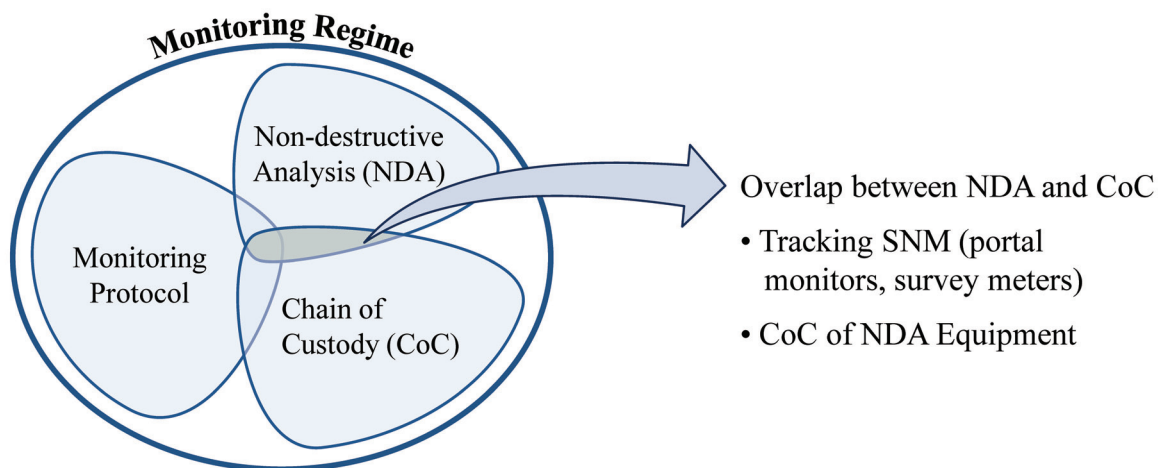 Monitoring Regime
Non-destructive
Analysis (NDA)
Monitoring
Protocol
Chain of
Custody (CoC)
Overlap between NDA and CoC
• Tracking SNM (portal
monitors, survey meters)
• CoC of NDA Equipment